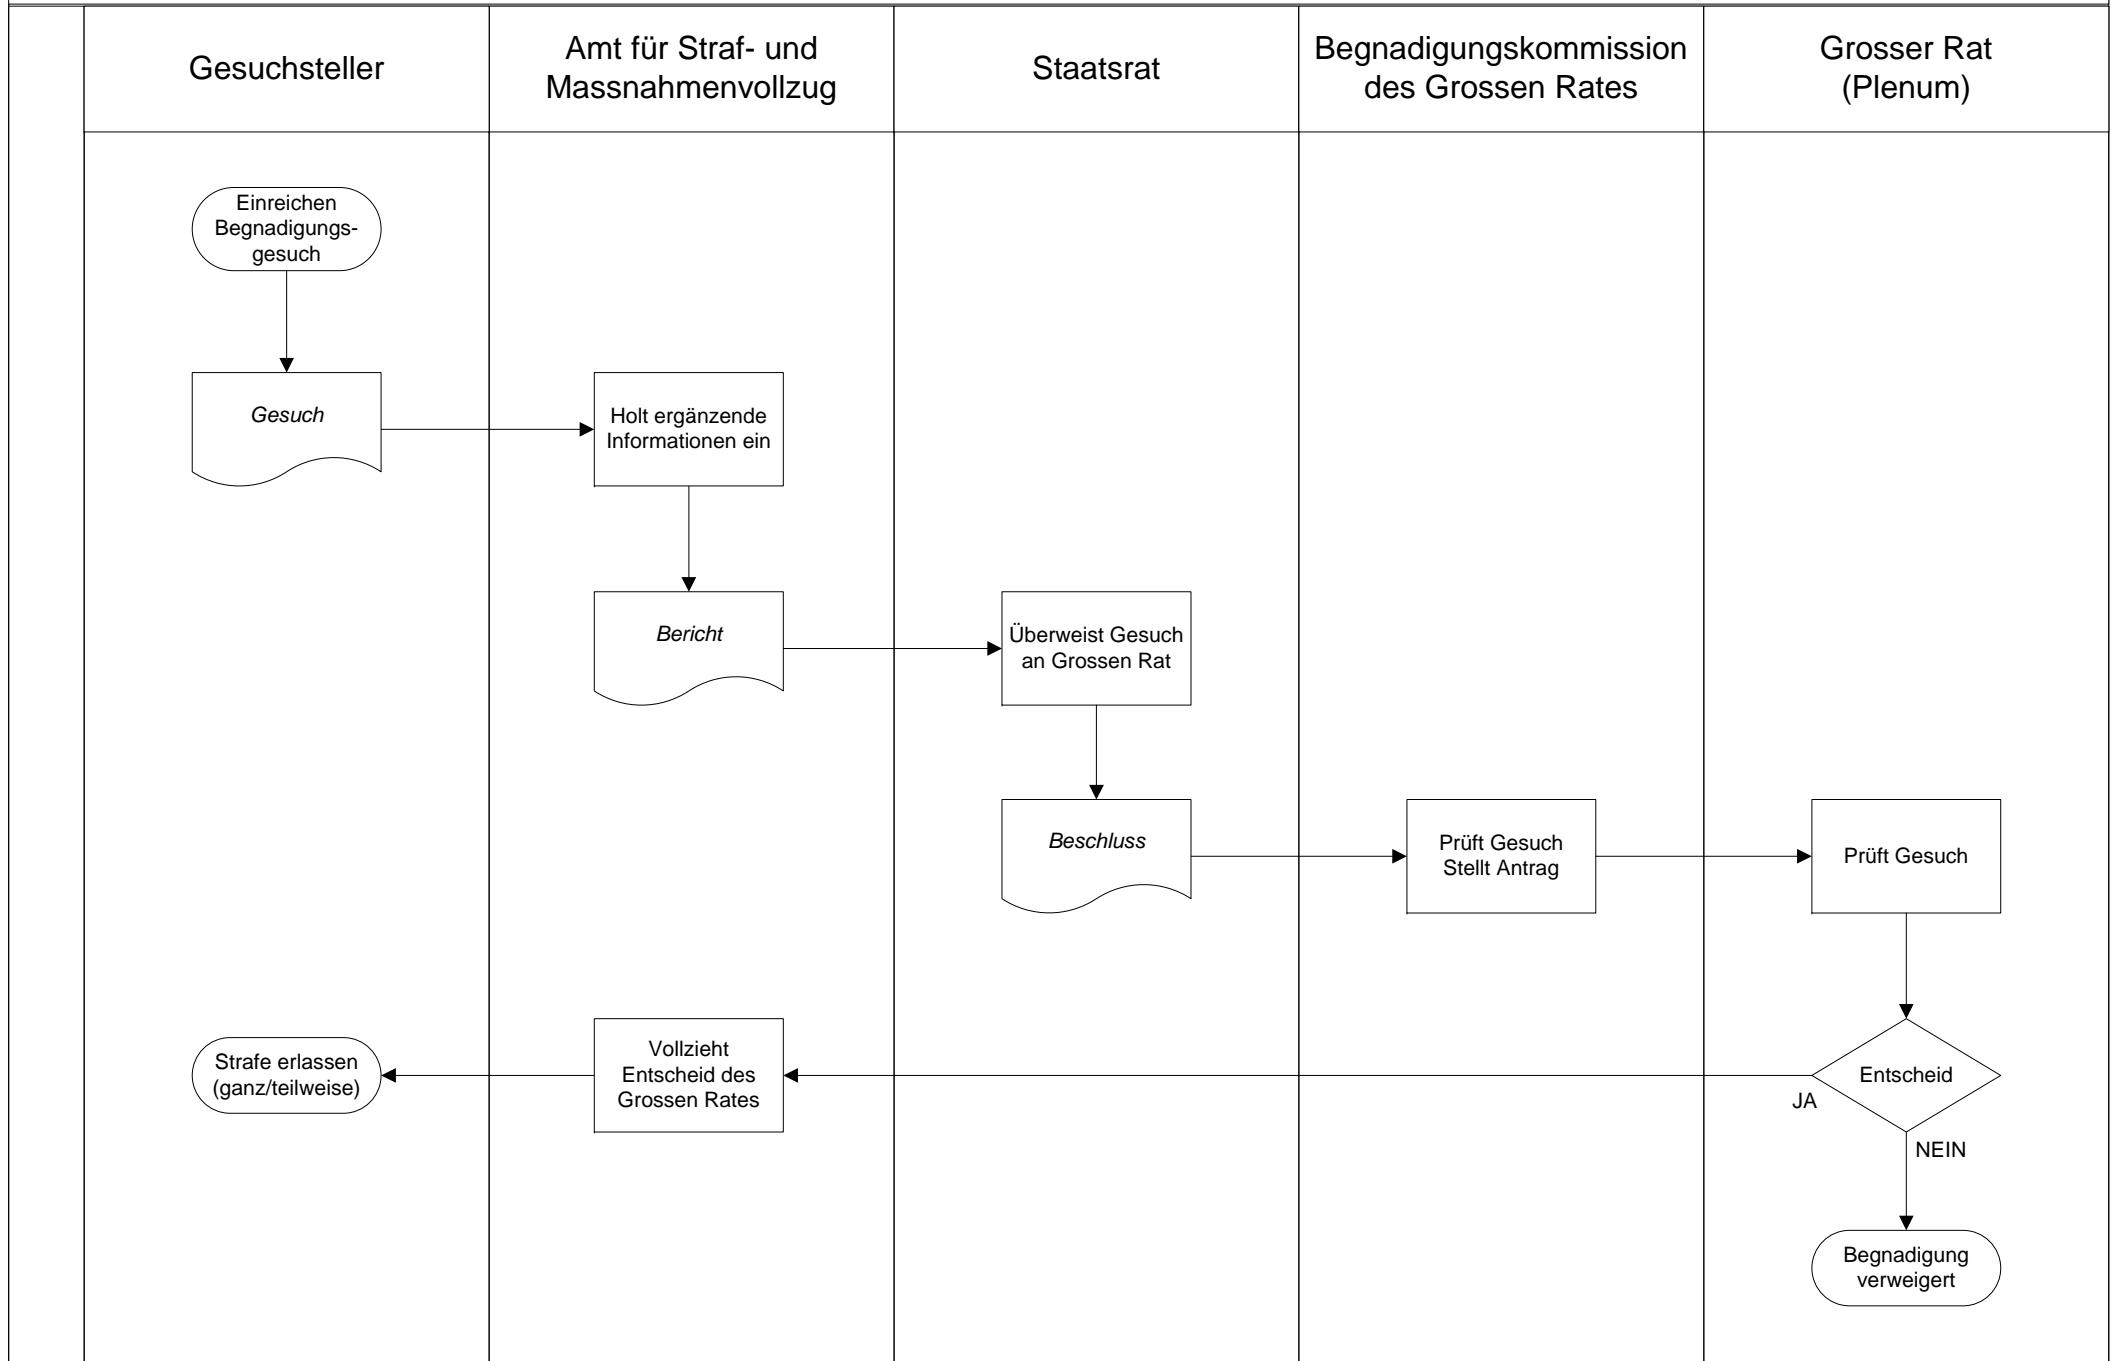 Gesuchsteller
Amt für Straf- und
Massnahmenvollzug
Staatsrat
Begnadigungskommission
des Grossen Rates
Grosser Rat
(Plenum)
Einreichen
Begnadigungs-
gesuch
Gesuch
Holt ergänzende
Informationen ein
Bericht
Überweist Gesuch
an Grossen Rat
Beschluss
Prüft Gesuch
Stellt Antrag
Prüft Gesuch
Strafe erlassen
(ganz/teilweise)
Vollzieht
Entscheid des
Grossen Rates
Entscheid
JA
NEIN
Begnadigung
verweigert